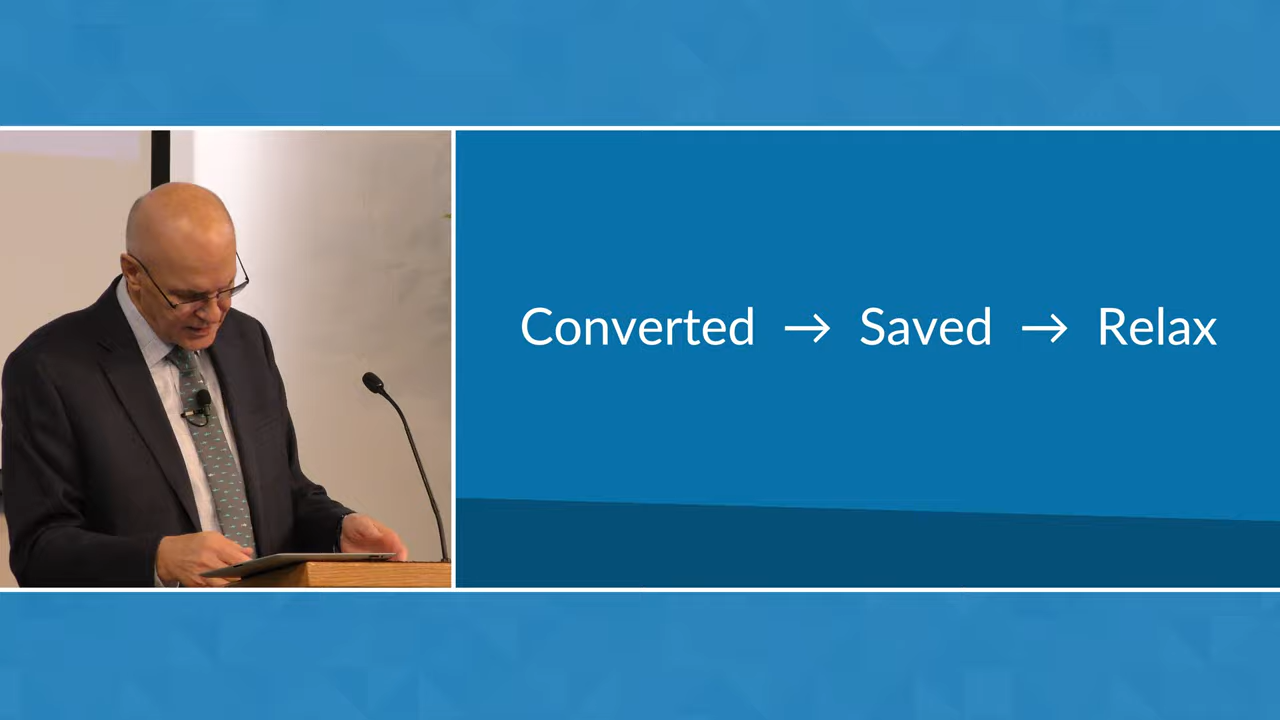 Converted → Saved → Relax